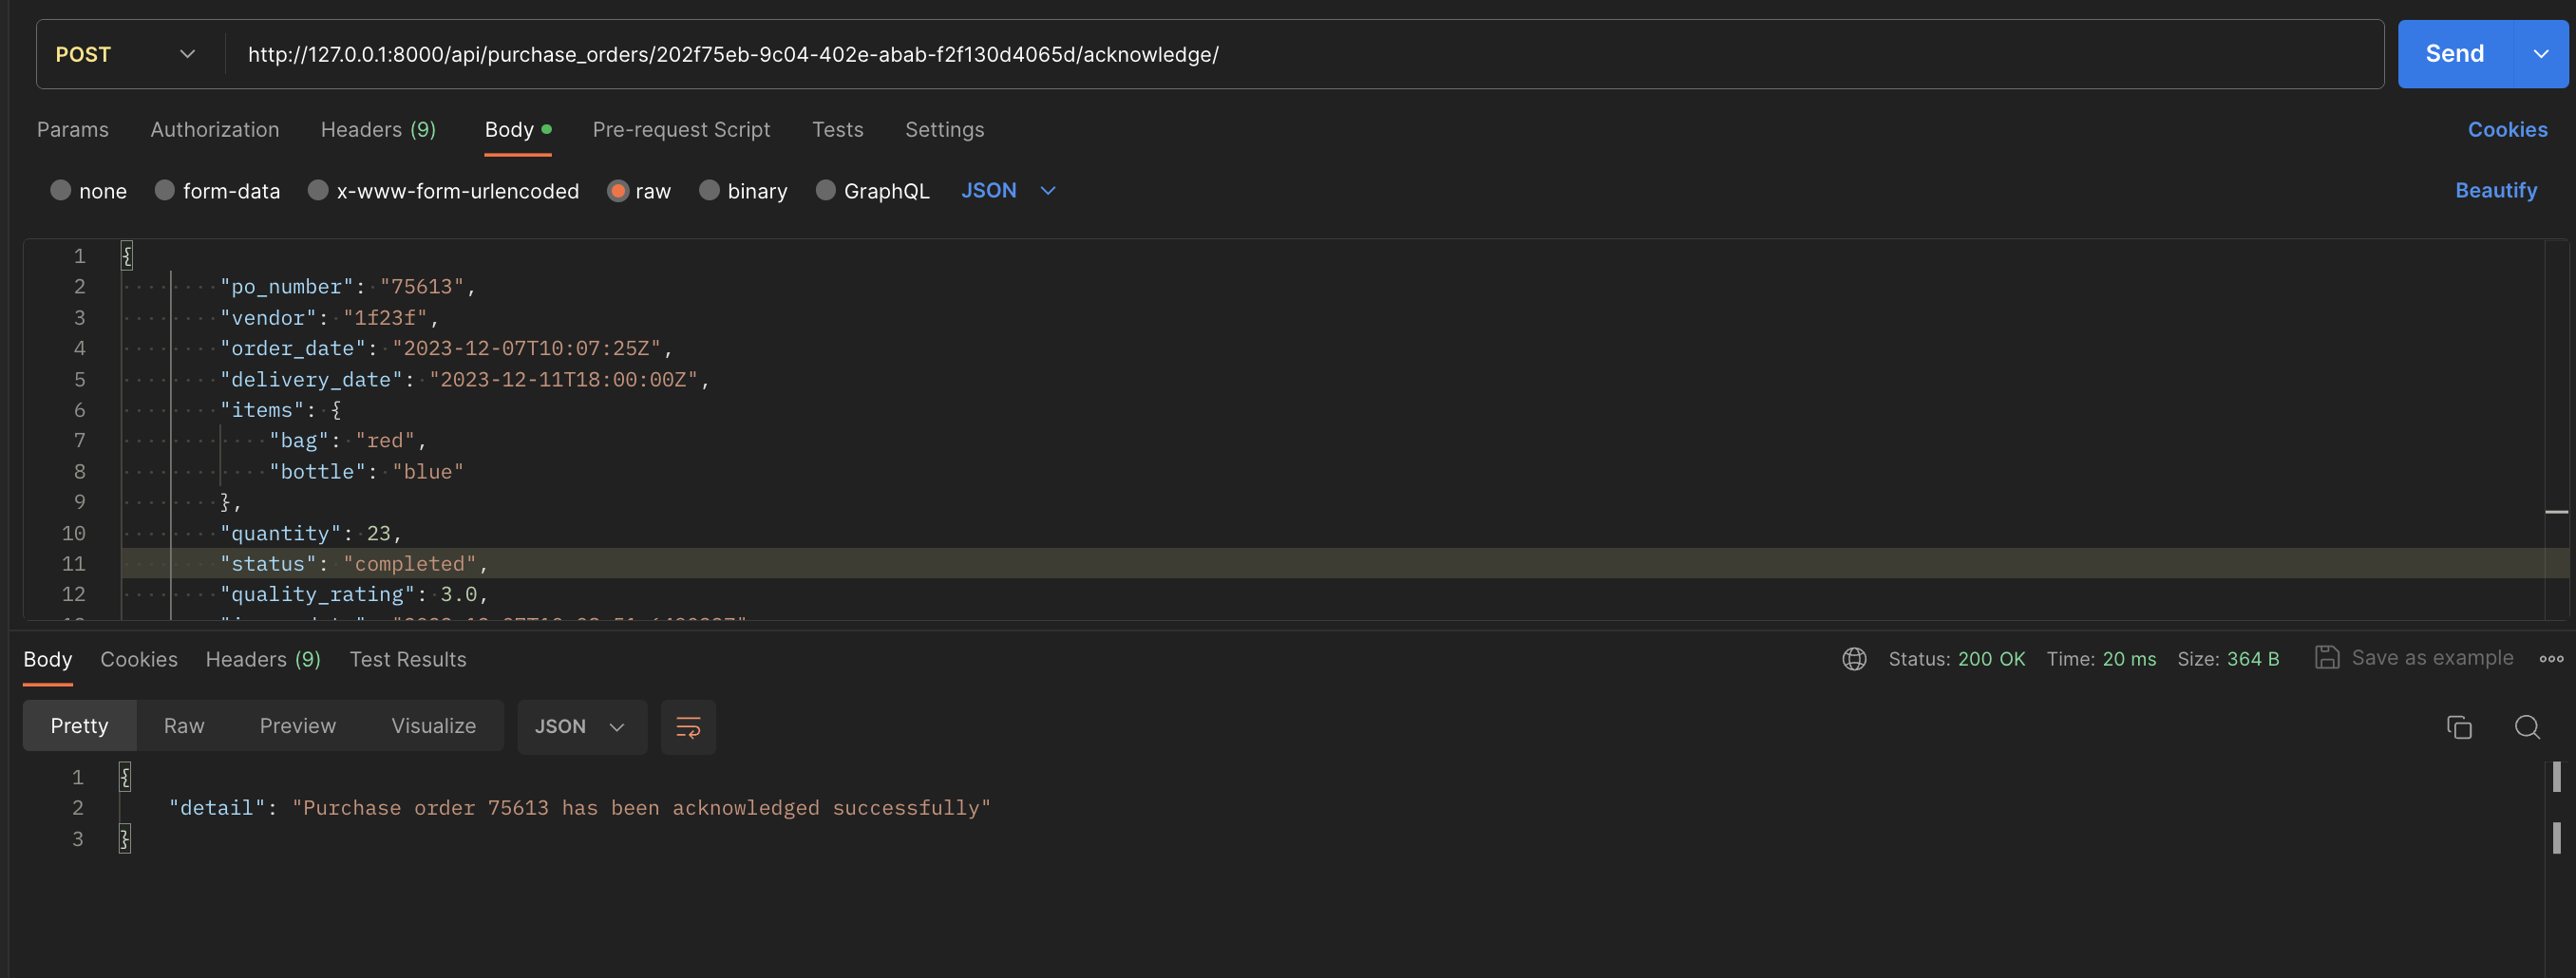 POST http://127.0.0.1:8000/api/purchase_orders/202f75eb-9c04-402e-abab-f2f130d4065d/acknowledge/ Send
Params Authorization Headers (9) Body Pre-request Script Tests Settings Cookies
none form-data x-www-form-urlencoded raw binary GraphQL JSON Beautify
1 {
2 "po_number": "75613",
3 "vendor": "1f23f",
4 "order_date": "2023-12-07T10:07:25Z",
5 "delivery_date": "2023-12-11T18:00:00Z",
6 "items": {
7 "bag": "red",
8 "bottle": "blue"
9 },
10 "quantity": 23,
11 "status": "completed",
12 "quality_rating": 3.0,
Body Cookies Headers (9) Test Results Status: 200 OK Time: 20 ms Size: 364 B Save as example
Pretty Raw Preview Visualize JSON
1 {
2 "detail": "Purchase order 75613 has been acknowledged successfully"
3 }